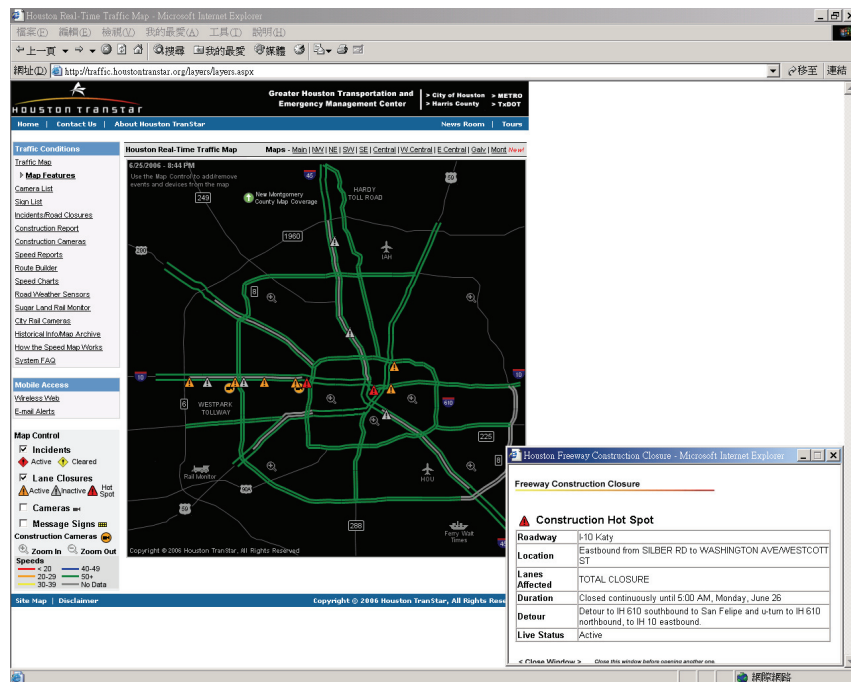 Houston Real-Time Traffic Map - Microsoft Internet Explorer
檔案(F) 編輯(E) 檢視(V) 我的最愛(A) 工具(T) 說明(H)
上一頁 搜尋 我的最愛 媒體
網址(D) http://traffic.houstontranstar.org/layers/layers.aspx 移至 連結
HOUSTON TRANSTAR
Greater Houston Transportation and
Emergency Management Center
> City of Houston > METRO
> Harris County > TxDOT
Home | Contact Us | About Houston TranStar News Room | Tours
Traffic Conditions
Traffic Map
Map Features
Camera List
Sign List
Incidents/Road Closures
Construction Report
Construction Cameras
Speed Reports
Route Builder
Speed Charts
Road Weather Sensors
Sugar Land Rail Monitor
City Rail Cameras
Historical Info/Map Archive
How the Speed Map Works
System FAQ
Mobile Access
Wireless Web
E-mail Alerts
Map Control
Incidents
Active Cleared
Lane Closures
Active Inactive Hot
Spot
Cameras
Message Signs
Construction Cameras
Zoom In Zoom Out
Speeds
< 20 40-49
20-29 50+
30-39 No Data
Houston Real-Time Traffic Map Maps - Main | NW | NE | SW | SE | Central | W.Central | E.Central | Galv | Mont New!
6/25/2006 - 8:44 PM
Use the Map Control to add/remove
events and devices from the map
45
59
249
New Montgomery
County Map Coverage
HARDY
TOLL ROAD
1960
290
IAH
8
10
10
6
WESTPARK
TOLLWAY
610
225
8
Rail Monitor
90A
HOU
59
288
Ferry Wait
Times
45
Copyright © 2006 Houston TranStar, All Rights Reserved
Site Map | Disclaimer Copyright © 2006 Houston TranStar, All Rights Rese
Houston Freeway Construction Closure - Microsoft Internet Explorer
Freeway Construction Closure
Construction Hot Spot
Roadway I-10 Katy
Location Eastbound from SILBER RD to WASHINGTON AVE/WESTCOTT
ST
Lanes
Affected TOTAL CLOSURE
Duration Closed continuously until 5:00 AM, Monday, June 26
Detour Detour to IH 610 southbound to San Felipe and u-turn to IH 610
northbound, to IH 10 eastbound.
Live Status Active
< Close Window > Close this window before opening another one.
網際網路